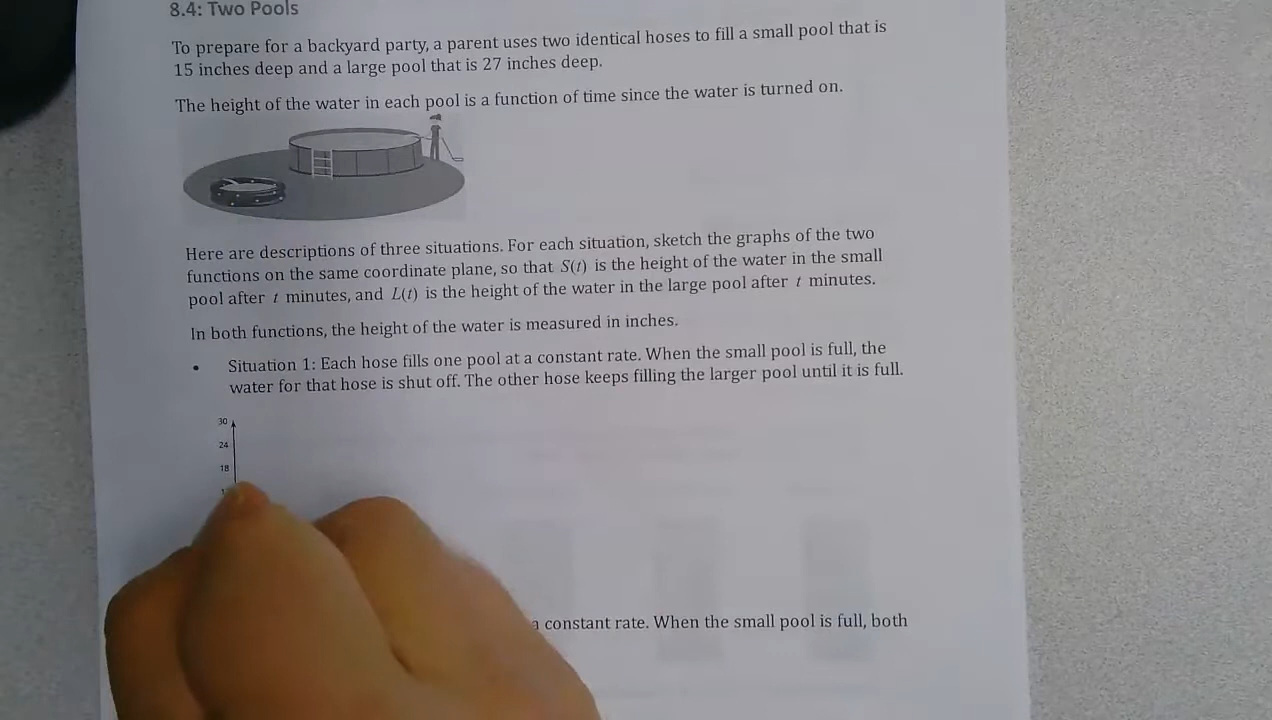 8.4: Two Pools
To prepare for a backyard party, a parent uses two identical hoses to fill a small pool that is
15 inches deep and a large pool that is 27 inches deep.
The height of the water in each pool is a function of time since the water is turned on.
Here are descriptions of three situations. For each situation, sketch the graphs of the two
functions on the same coordinate plane, so that S(t) is the height of the water in the small
pool after t minutes, and L(t) is the height of the water in the large pool after t minutes.
In both functions, the height of the water is measured in inches.
• Situation 1: Each hose fills one pool at a constant rate. When the small pool is full, the
water for that hose is shut off. The other hose keeps filling the larger pool until it is full.
30
24
18
a constant rate. When the small pool is full, both